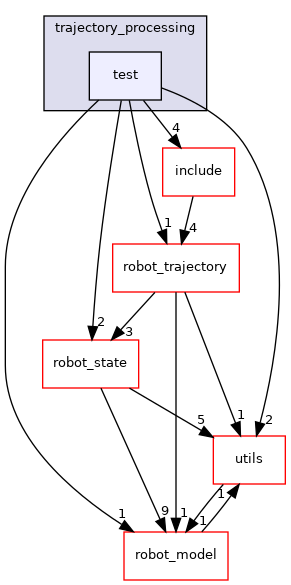 trajectory_processing
test
4
include
1
4
robot_trajectory
2
3
robot_state
5
1
2
utils
1
9
1
1
1
robot_model